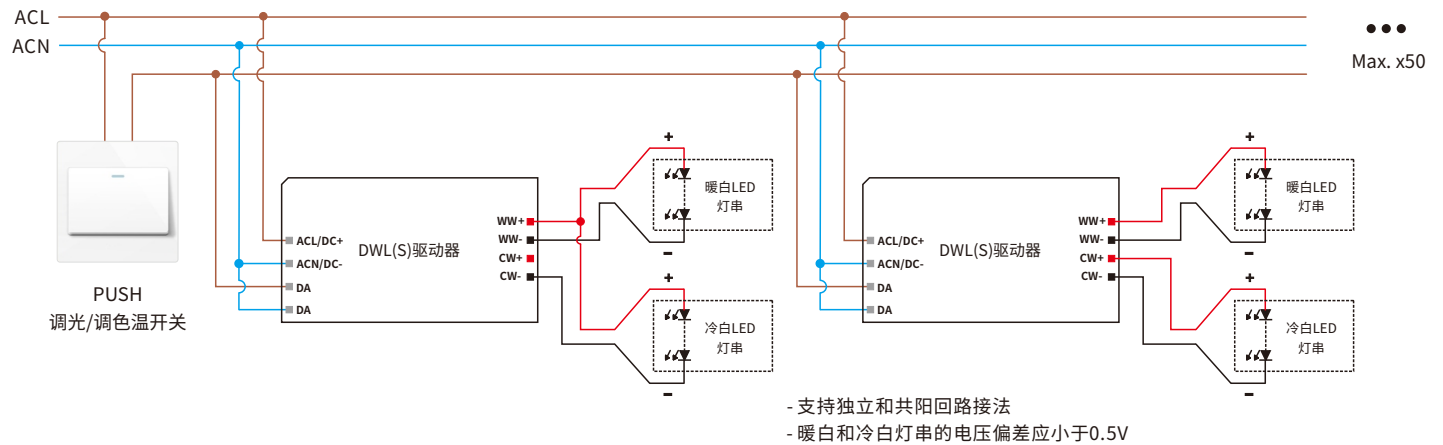 ACL
ACN
●●●
Max. x50
PUSH
调光/调色温开关
ACL/DC+
ACN/DC-
DA
DA
DWL(S)驱动器
WW+
WW-
CW+
CW-
+
暖白LED
灯串
-
+
冷白LED
灯串
-
ACL/DC+
ACN/DC-
DA
DA
DWL(S)驱动器
WW+
WW-
CW+
CW-
+
暖白LED
灯串
-
+
冷白LED
灯串
-
- 支持独立和共阳回路接法
- 暖白和冷白灯串的电压偏差应小于0.5V